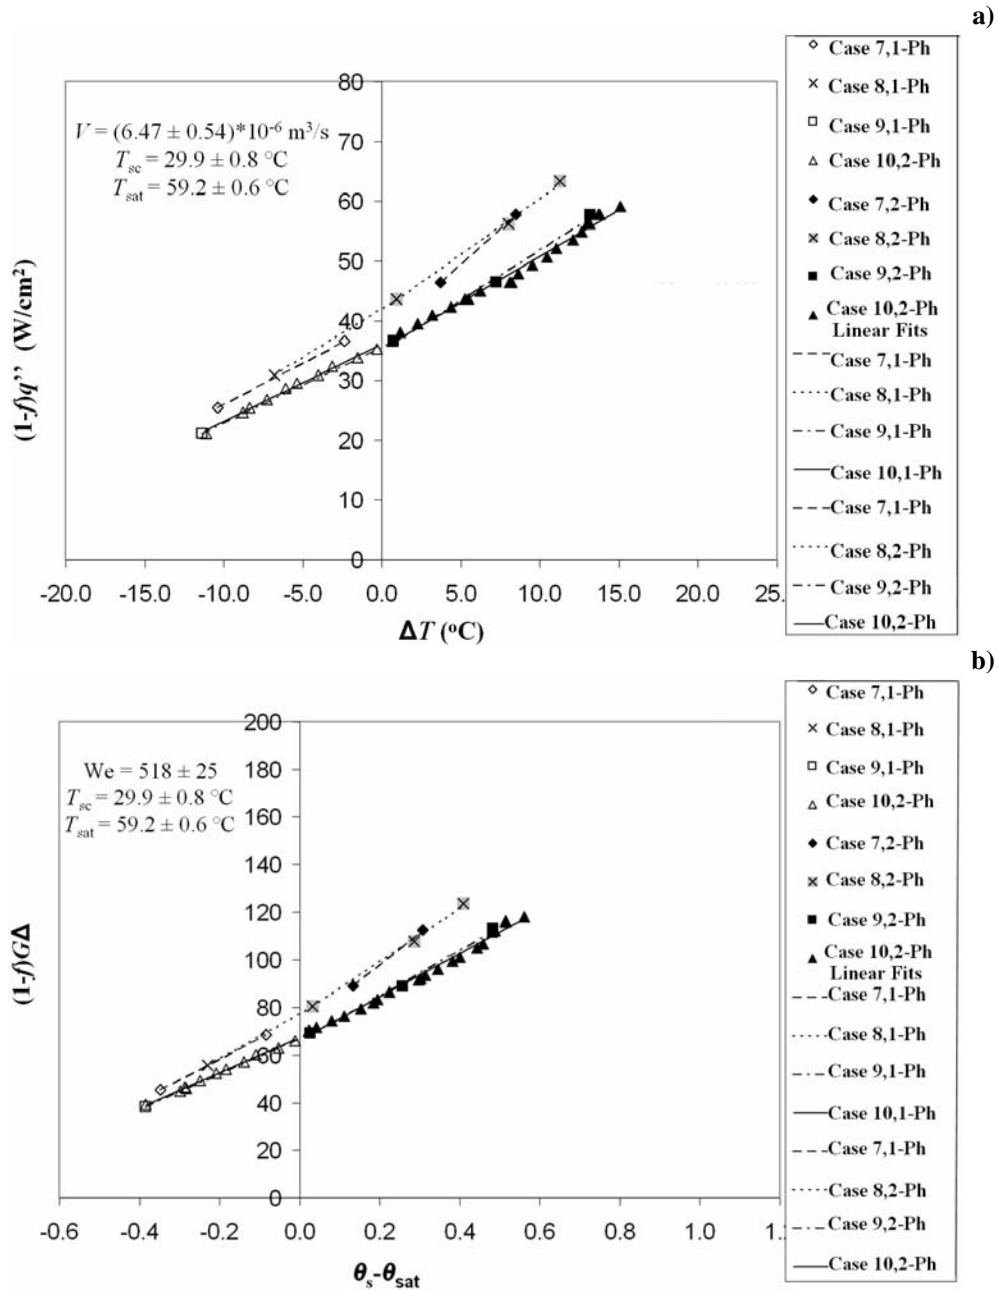 a)
V = (6.47 ± 0.54)*10⁻⁶ m³/s
Tsc = 29.9 ± 0.8 °C
Tsat = 59.2 ± 0.6 °C
(1-f)q’’ (W/cm²)
80
70
60
50
40
30
20
10
0
-20.0 -15.0 -10.0 -5.0 0.0 5.0 10.0 15.0 20.0 25.
ΔT (°C)
Case 7,1-Ph
Case 8,1-Ph
Case 9,1-Ph
Case 10,2-Ph
Case 7,2-Ph
Case 8,2-Ph
Case 9,2-Ph
Case 10,2-Ph
Linear Fits
Case 7,1-Ph
Case 8,1-Ph
Case 9,1-Ph
Case 10,1-Ph
Case 7,1-Ph
Case 8,2-Ph
Case 9,2-Ph
Case 10,2-Ph
b)
We = 518 ± 25
Tsc = 29.9 ± 0.8 °C
Tsat = 59.2 ± 0.6 °C
(1-f)GΔ
200
180
160
140
120
100
80
60
40
20
0
-0.6 -0.4 -0.2 0.0 0.2 0.4 0.6 0.8 1.0 1.
θs-θsat
Case 7,1-Ph
Case 8,1-Ph
Case 9,1-Ph
Case 10,2-Ph
Case 7,2-Ph
Case 8,2-Ph
Case 9,2-Ph
Case 10,2-Ph
Linear Fits
Case 7,1-Ph
Case 8,1-Ph
Case 9,1-Ph
Case 10,1-Ph
Case 7,1-Ph
Case 8,2-Ph
Case 9,2-Ph
Case 10,2-Ph